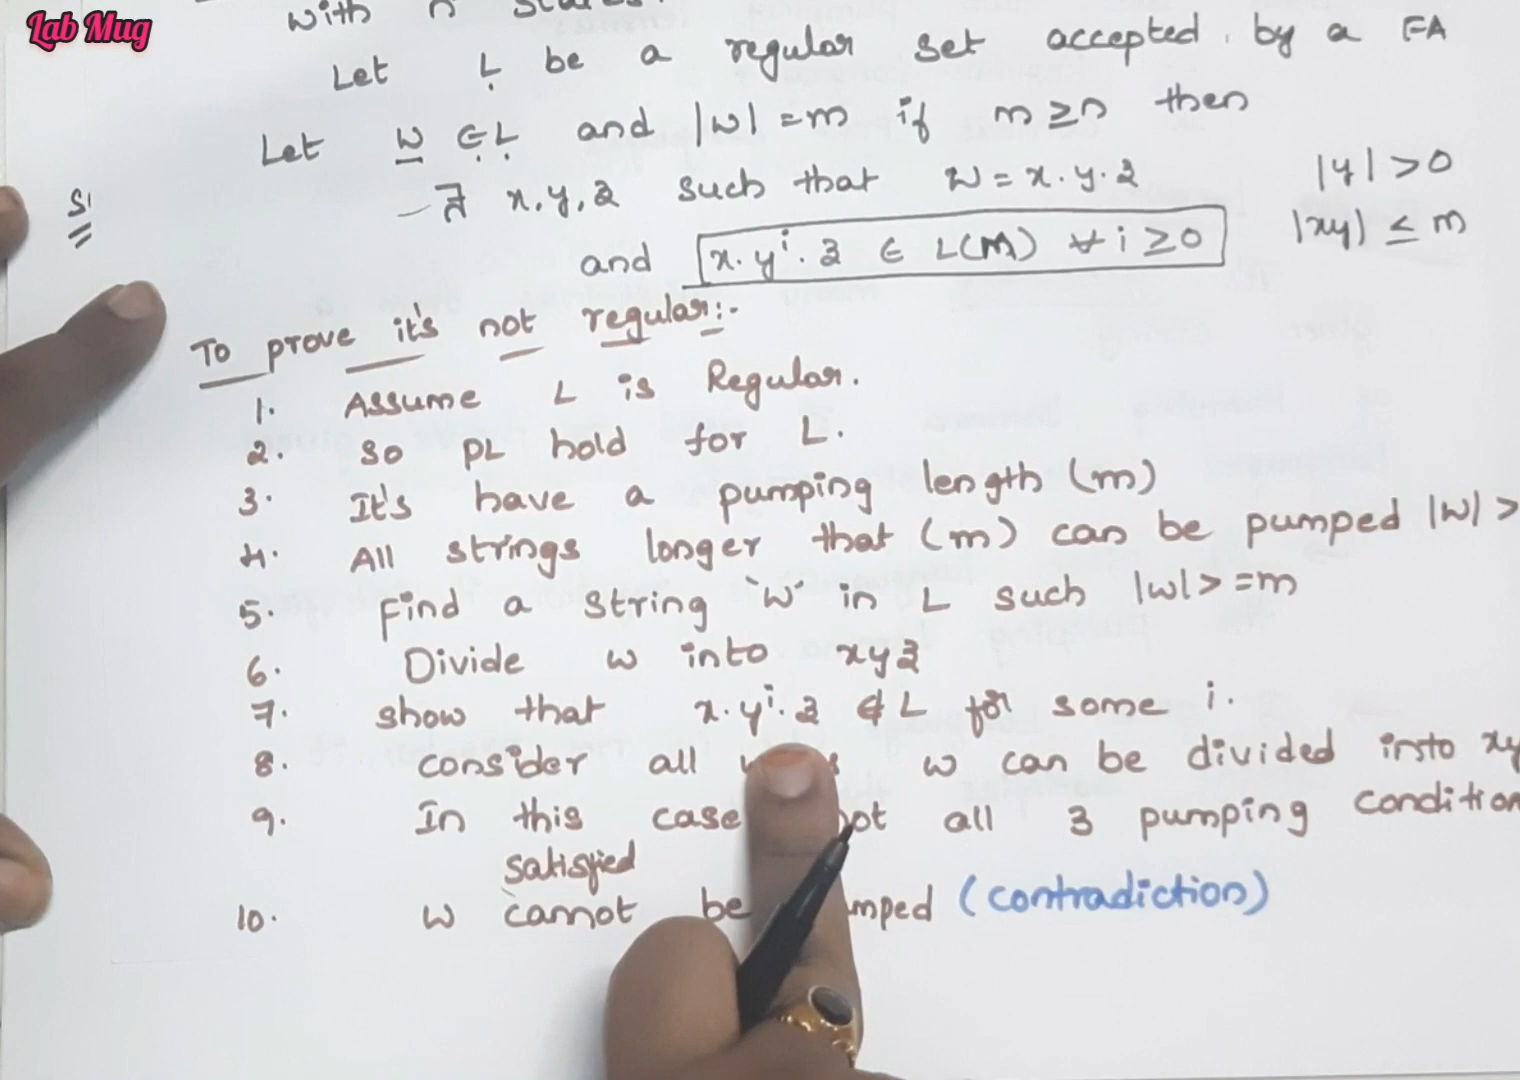 Lab Mug
with n
Let L be a regular set accepted by a FA
Let W ∈ L and |w| = m if m ≥ n then
∃ x, y, z such that w = x.y.z |y| > 0
and x.y^i.z ∈ L(M) ∀ i ≥ 0 |xy| ≤ m
To prove it's not regular:-
1. Assume L is Regular.
2. So PL hold for L.
3. It's have a pumping length (m)
4. All strings longer that (m) can be pumped |w| >
5. Find a string 'w' in L such |w| >= m
6. Divide w into xyz
7. show that x.y^i.z ∉ L for some i.
8. consider all w can be divided into xy
9. In this case not all 3 pumping condition
satisfied
10. w cannot be mped (contradiction)